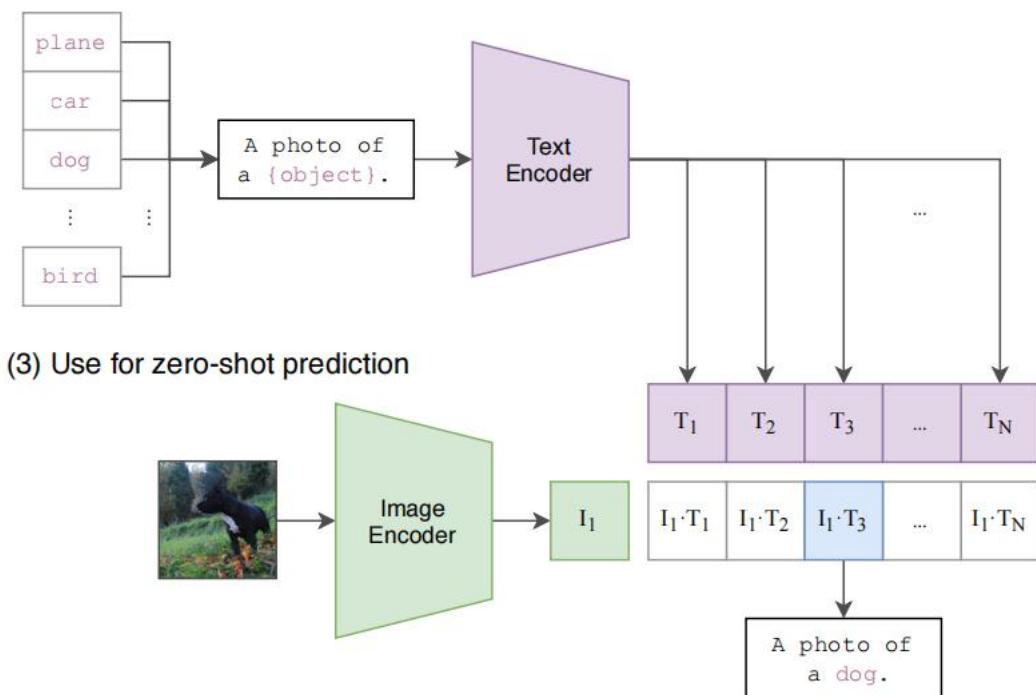 plane
car
dog
⋮ ⋮
bird
A photo of
a {object}.
Text
Encoder
...
(3) Use for zero-shot prediction
T1 T2 T3 ... TN
Image
Encoder
I1
I1·T1 I1·T2 I1·T3 ... I1·TN
A photo of
a dog.